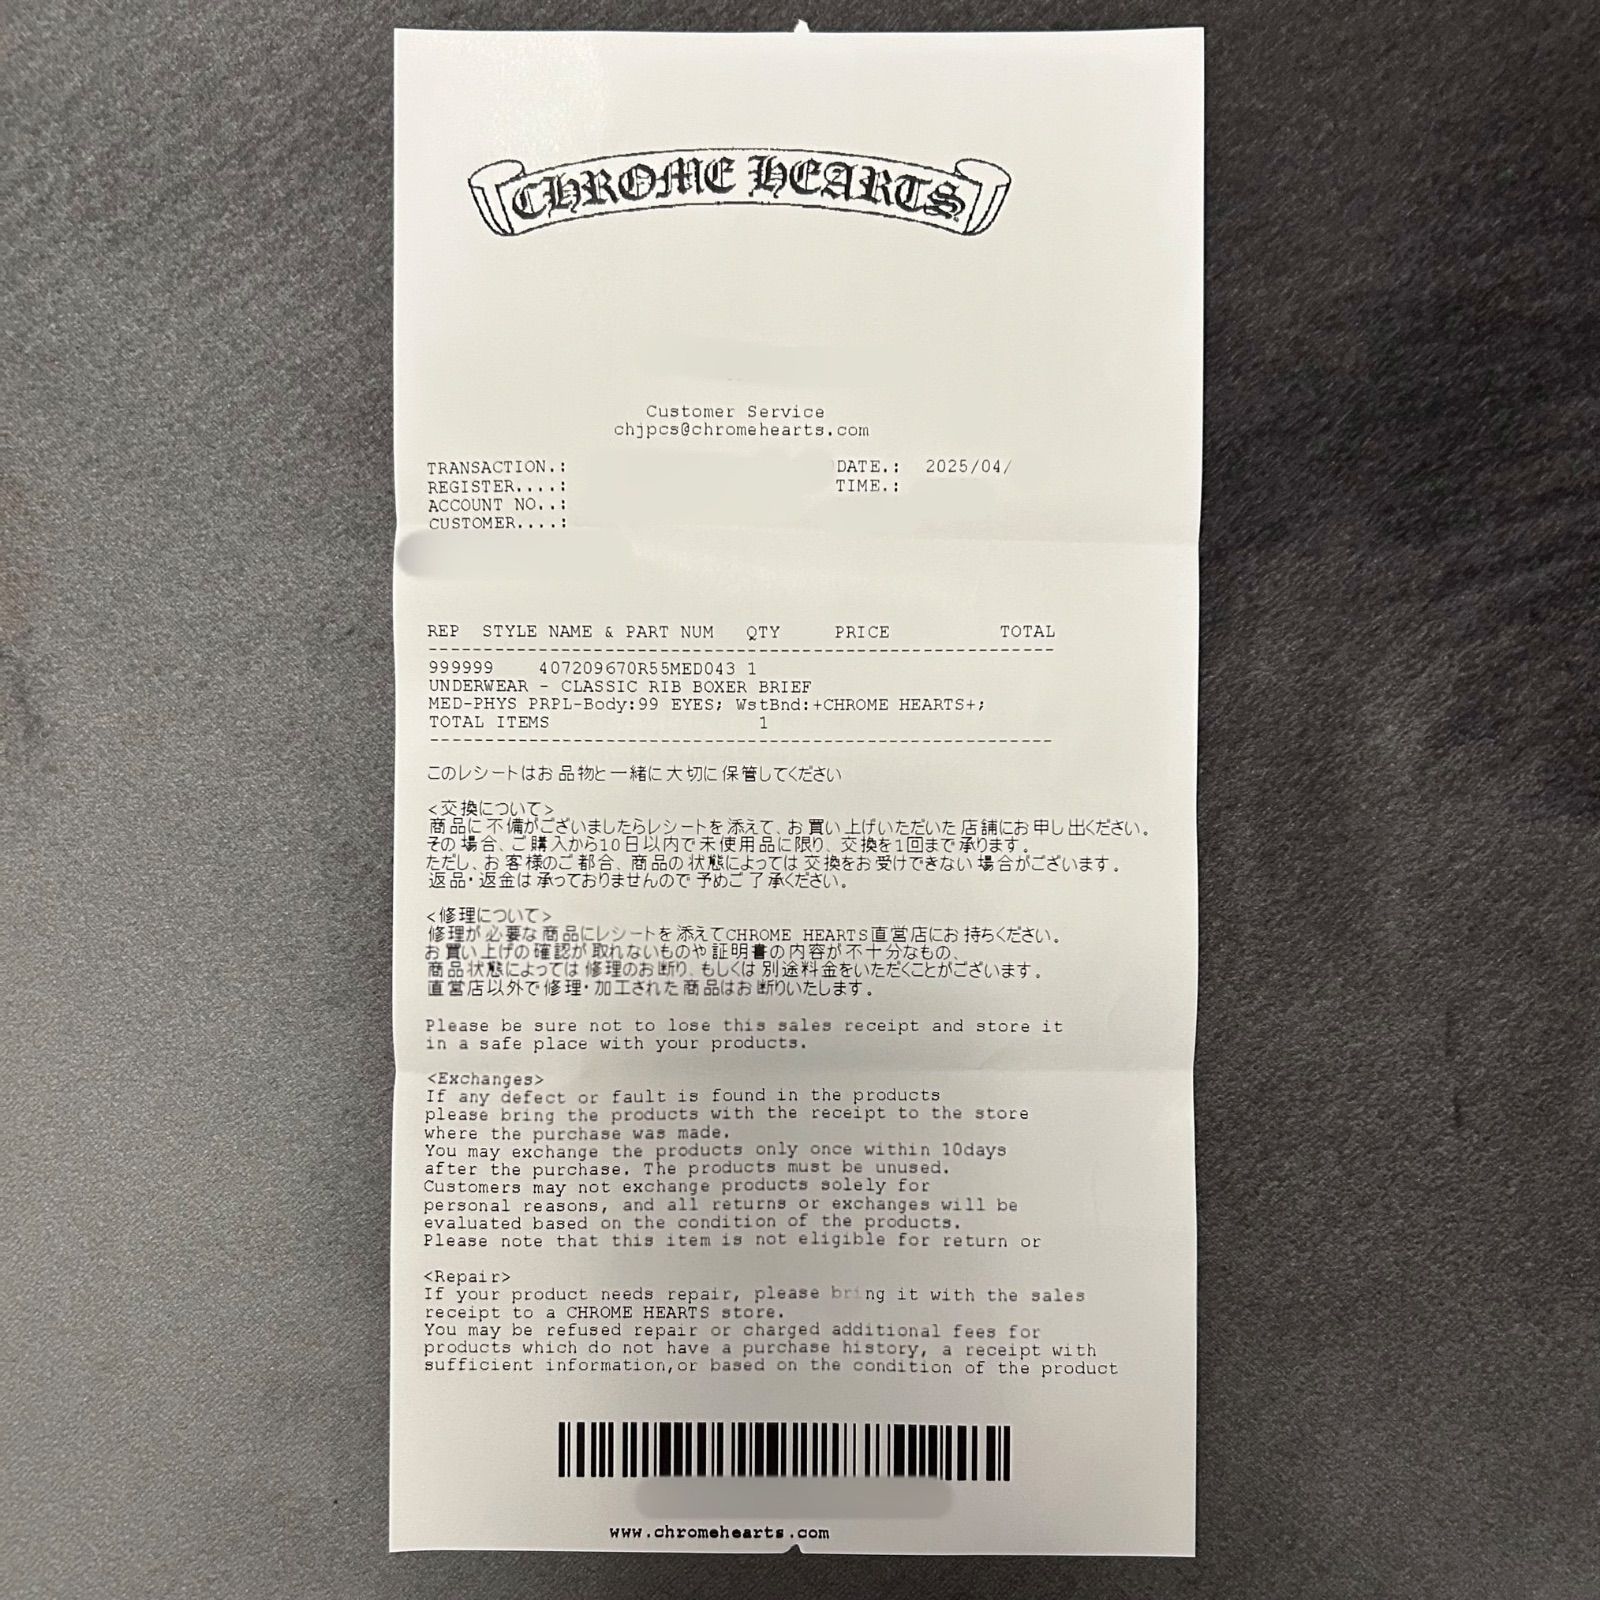 CHROME HEARTS
Customer Service
chjpcs@chromehearts.com
TRANSACTION.: DATE.: 2025/04/
REGISTER....: TIME.:
ACCOUNT NO..:
CUSTOMER....:
REP STYLE NAME & PART NUM QTY PRICE TOTAL
999999 407209670R55MED043 1
UNDERWEAR - CLASSIC RIB BOXER BRIEF
MED-PHYS PRPL-Body:99 EYES; WstBnd:+CHROME HEARTS+;
TOTAL ITEMS 1
このレシートはお品物と一緒に大切に保管してください
<交換について>
商品に不備がございましたらレシートを添えて、お買い上げいただいた店舗にお申し出ください。
その場合、ご購入から10日以内で未使用品に限り、交換を1回まで承ります。
ただし、お客様のご都合、商品の状態によっては交換をお受けできない場合がございます。
返品・返金は承っておりませんので予めご了承ください。
<修理について>
修理が必要な商品にレシートを添えてCHROME HEARTS直営店にお持ちください。
お買い上げの確認が取れないものや証明書の内容が不十分なもの、
商品状態によっては修理のお断り、もしくは別途料金をいただくことがございます。
直営店以外で修理・加工された商品はお断りいたします。
Please be sure not to lose this sales receipt and store it
in a safe place with your products.
<Exchanges>
If any defect or fault is found in the products
please bring the products with the receipt to the store
where the purchase was made.
You may exchange the products only once within 10days
after the purchase. The products must be unused.
Customers may not exchange products solely for
personal reasons, and all returns or exchanges will be
evaluated based on the condition of the products.
Please note that this item is not eligible for return or
<Repair>
If your product needs repair, please bring it with the sales
receipt to a CHROME HEARTS store.
You may be refused repair or charged additional fees for
products which do not have a purchase history, a receipt with
sufficient information,or based on the condition of the product
www.chromehearts.com